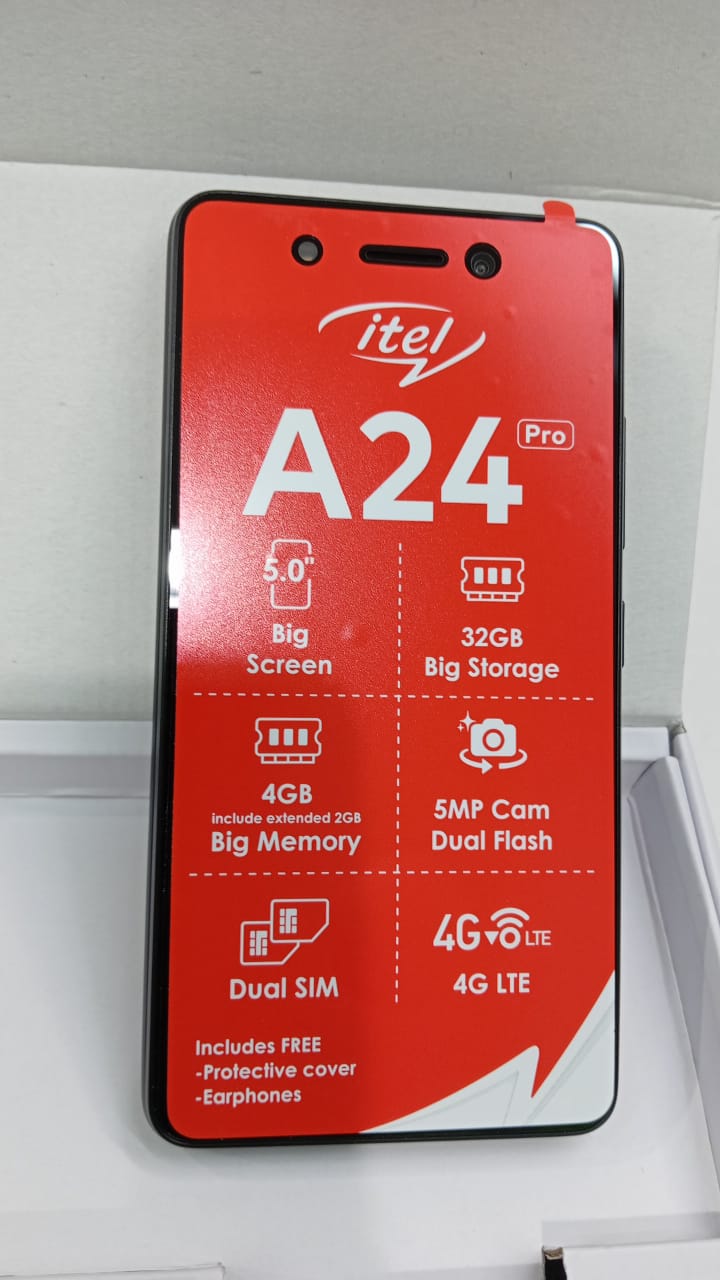 itel
A24 Pro
5.0"
Big
Screen
32GB
Big Storage
4GB
include extended 2GB
Big Memory
5MP Cam
Dual Flash
Dual SIM
4G LTE
4G LTE
Includes FREE
-Protective cover
-Earphones